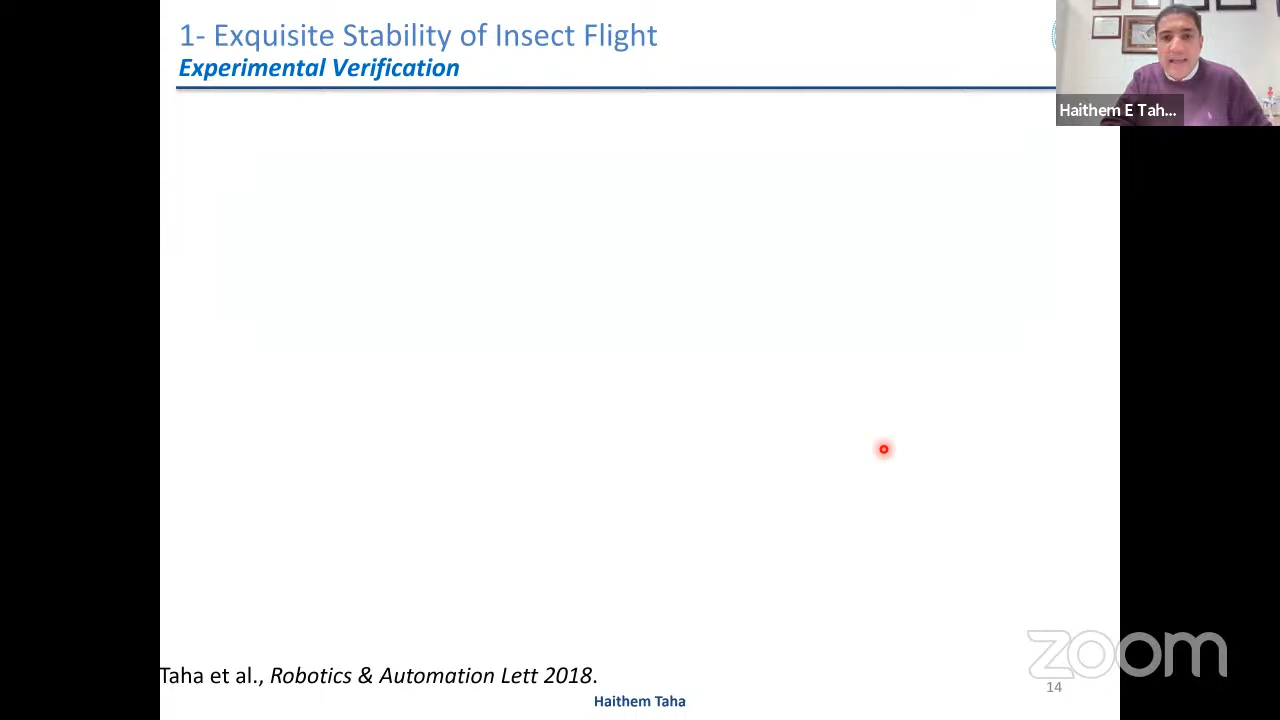 1- Exquisite Stability of Insect Flight
Experimental Verification
Haithem E Tah...
zoom
Taha et al., Robotics & Automation Lett 2018.
14
Haithem Taha